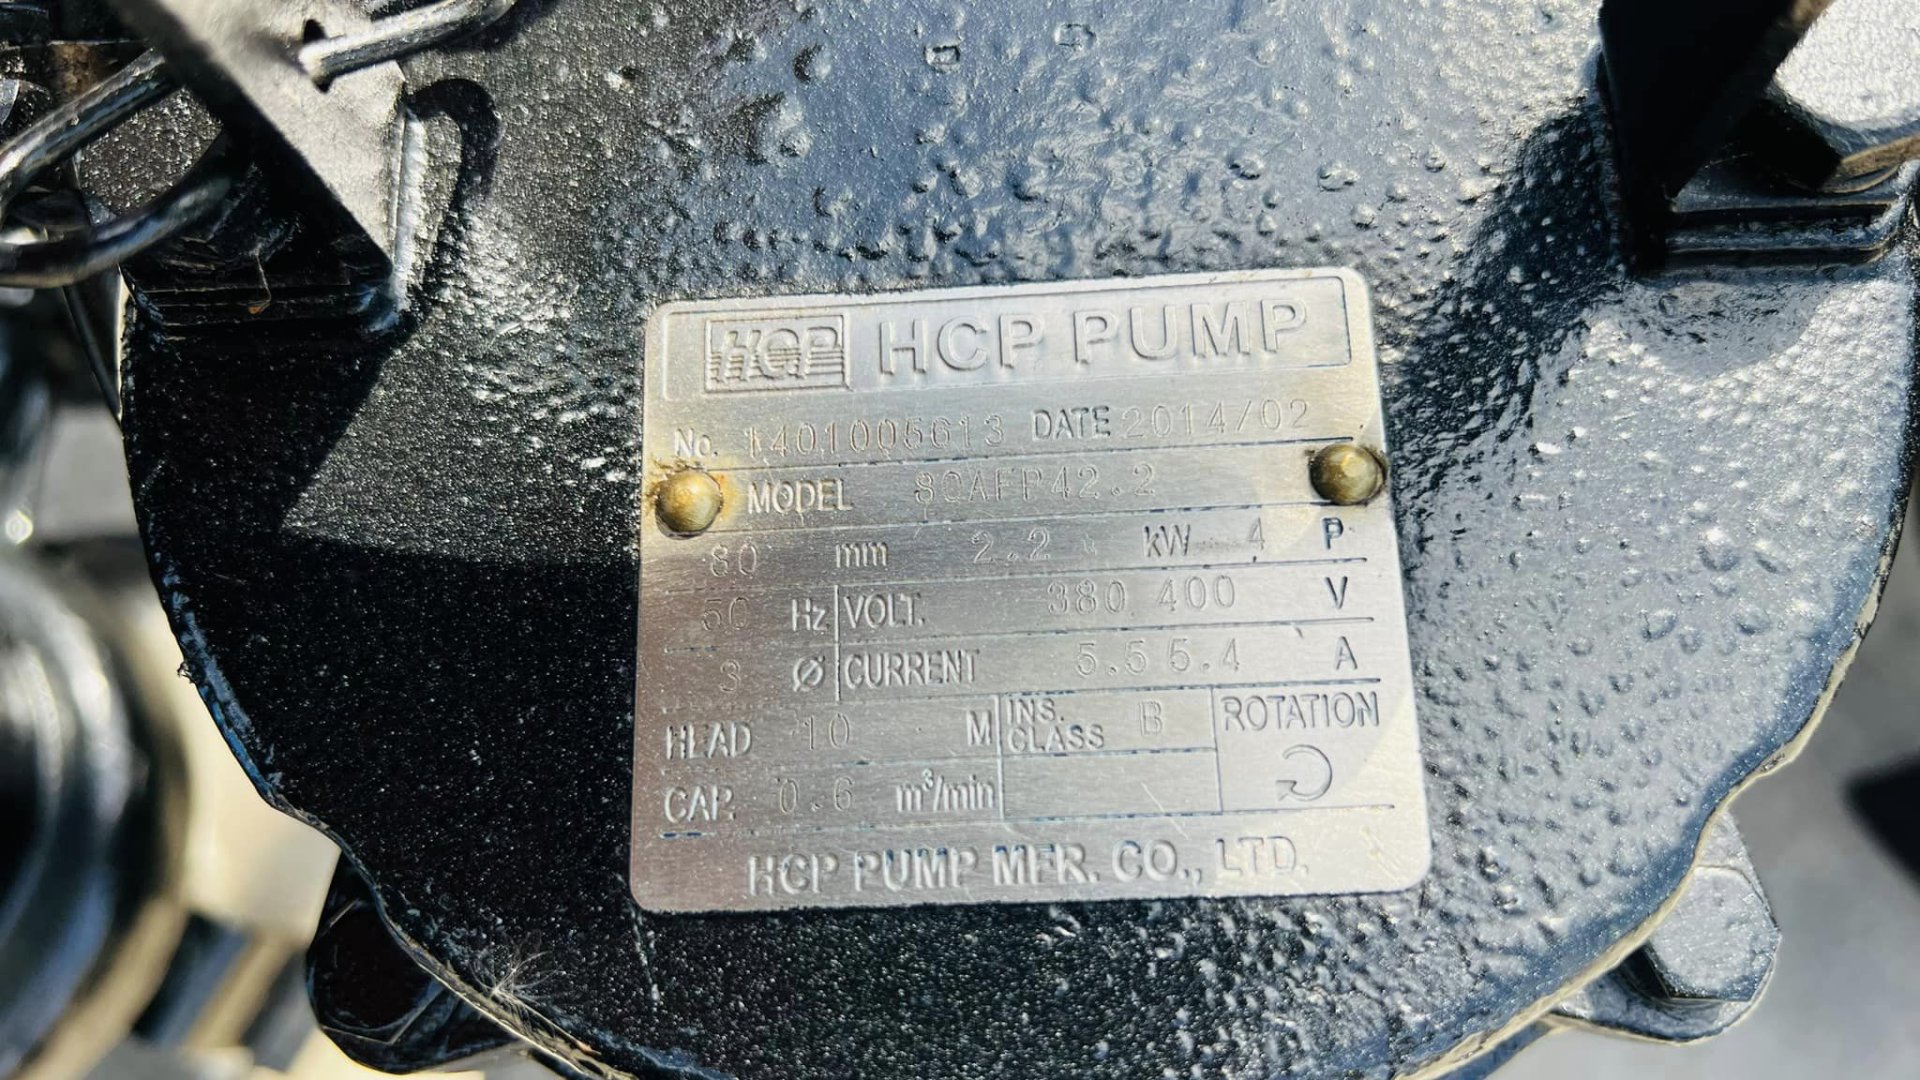 HCP HCP PUMP
No. 1401005613 DATE 2014/02
MODEL 80AFP42.2
80 mm 2.2 kW 4 P
50 Hz VOLT. 380 400 V
3 Ø CURRENT 5.5 5.4 A
HEAD 10 M INS. CLASS B ROTATION
CAP. 0.6 m³/min
HCP PUMP MFR. CO., LTD.